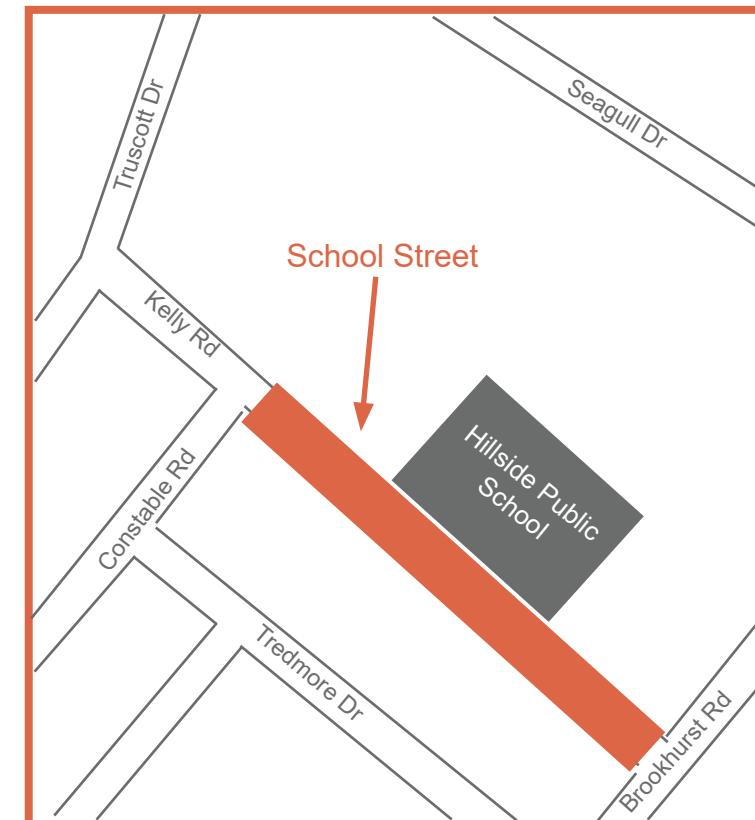 Truscott Dr
Seagull Dr
School Street
Kelly Rd
Hillside Public
School
Constable Rd
Tredmore Dr
Brookhurst Rd